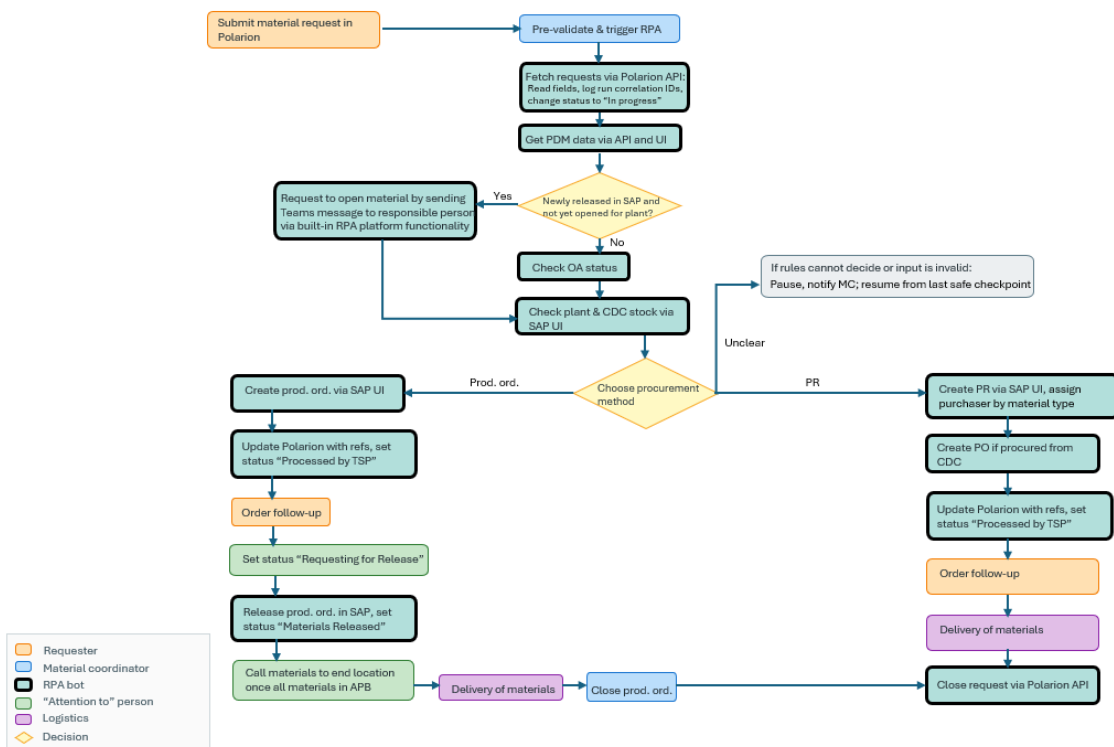 Submit material request in
Polarion
Pre-validate & trigger RPA
Fetch requests via Polarion API:
Read fields, log run correlation IDs,
change status to “In progress”
Get PDM data via API and UI
Newly released in SAP and
not yet opened for plant?
Yes
Request to open material by sending
Teams message to responsible person
via built-in RPA platform functionality
No
Check OA status
Check plant & CDC stock via
SAP UI
If rules cannot decide or input is invalid:
Pause, notify MC; resume from last safe checkpoint
Unclear
Choose procurement
method
Prod. ord.
PR
Create prod. ord. via SAP UI
Update Polarion with refs, set
status “Processed by TSP”
Order follow-up
Set status “Requesting for Release”
Release prod. ord. in SAP, set
status “Materials Released”
Call materials to end location
once all materials in APB
Delivery of materials
Close prod. ord.
Create PR via SAP UI, assign
purchaser by material type
Create PO if procured from
CDC
Update Polarion with refs, set
status “Processed by TSP”
Order follow-up
Delivery of materials
Close request via Polarion API
Requester
Material coordinator
RPA bot
“Attention to” person
Logistics
Decision